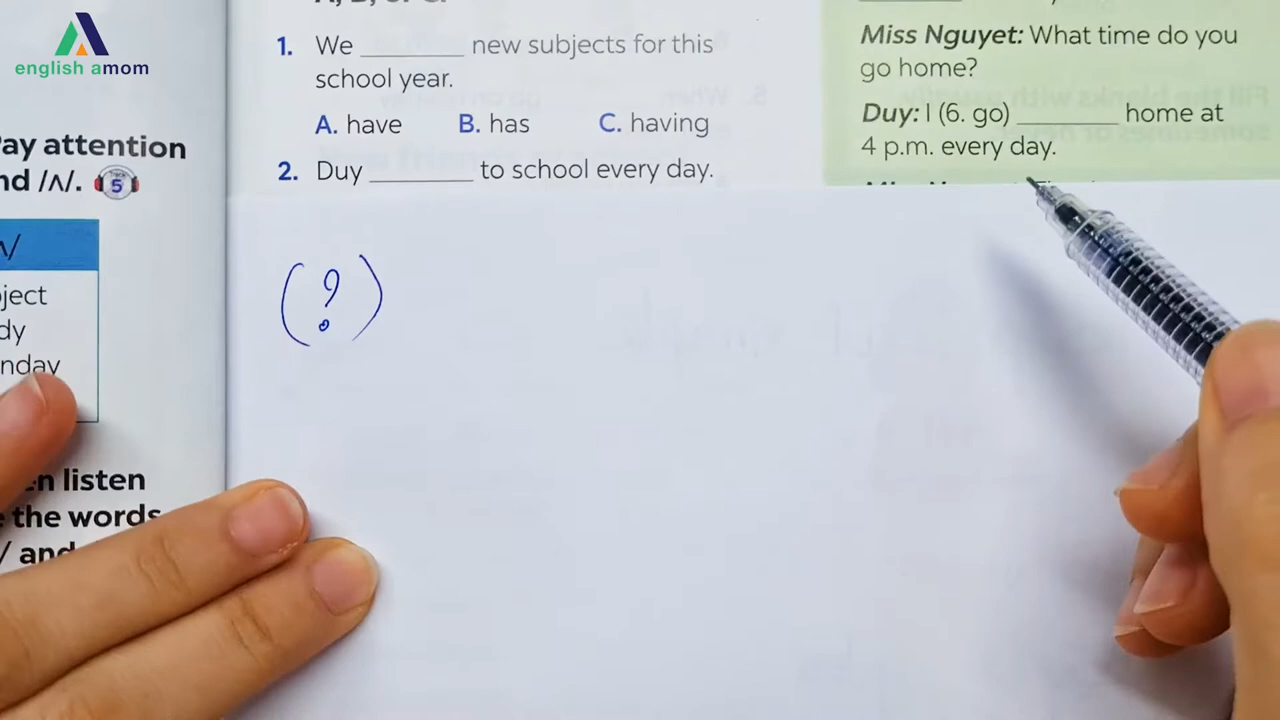 english amom
Pay attention
nd /ʌ/.
5
ʌ/
ject
dy
nday
en listen
the words
/ and
1. We ________ new subjects for this
school year.
A. have B. has C. having
2. Duy ________ to school every day.
(?)
Miss Nguyet: What time do you
go home?
Duy: I (6. go) ________ home at
4 p.m. every day.